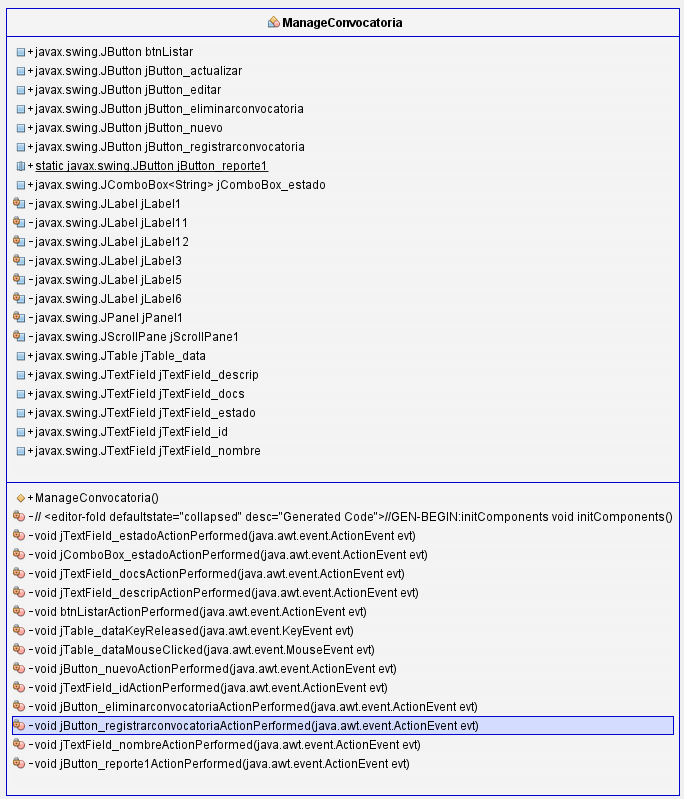 ManageConvocatoria
+javax.swing.JButton btnListar
+javax.swing.JButton jButton_actualizar
+javax.swing.JButton jButton_editar
+javax.swing.JButton jButton_eliminarconvocatoria
+javax.swing.JButton jButton_nuevo
+javax.swing.JButton jButton_registrarconvocatoria
+static javax.swing.JButton jButton_reporte1
+javax.swing.JComboBox<String> jComboBox_estado
-javax.swing.JLabel jLabel1
-javax.swing.JLabel jLabel11
-javax.swing.JLabel jLabel12
-javax.swing.JLabel jLabel3
-javax.swing.JLabel jLabel5
-javax.swing.JLabel jLabel6
-javax.swing.JPanel jPanel1
-javax.swing.JScrollPane jScrollPane1
+javax.swing.JTable jTable_data
+javax.swing.JTextField jTextField_descrip
+javax.swing.JTextField jTextField_docs
+javax.swing.JTextField jTextField_estado
+javax.swing.JTextField jTextField_id
+javax.swing.JTextField jTextField_nombre
+ManageConvocatoria()
-// <editor-fold defaultstate="collapsed" desc="Generated Code">//GEN-BEGIN:initComponents void initComponents()
-void jTextField_estadoActionPerformed(java.awt.event.ActionEvent evt)
-void jComboBox_estadoActionPerformed(java.awt.event.ActionEvent evt)
-void jTextField_docsActionPerformed(java.awt.event.ActionEvent evt)
-void jTextField_descripActionPerformed(java.awt.event.ActionEvent evt)
-void btnListarActionPerformed(java.awt.event.ActionEvent evt)
-void jTable_dataKeyReleased(java.awt.event.KeyEvent evt)
-void jTable_dataMouseClicked(java.awt.event.MouseEvent evt)
-void jButton_nuevoActionPerformed(java.awt.event.ActionEvent evt)
-void jTextField_idActionPerformed(java.awt.event.ActionEvent evt)
-void jButton_eliminarconvocatoriaActionPerformed(java.awt.event.ActionEvent evt)
-void jButton_registrarconvocatoriaActionPerformed(java.awt.event.ActionEvent evt)
-void jTextField_nombreActionPerformed(java.awt.event.ActionEvent evt)
-void jButton_reporte1ActionPerformed(java.awt.event.ActionEvent evt)